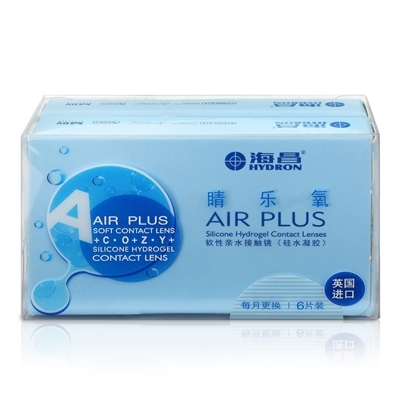 海昌®
HYDRON
睛乐氧
AIR PLUS
Silicone Hydrogel Contact Lenses
软性亲水接触镜（硅水凝胶）
每月更换 6片装
英国
进口
A
AIR PLUS
SOFT CONTACT LENS
+C·O·Z·Y+
SILICONE HYDROGEL
CONTACT LENS